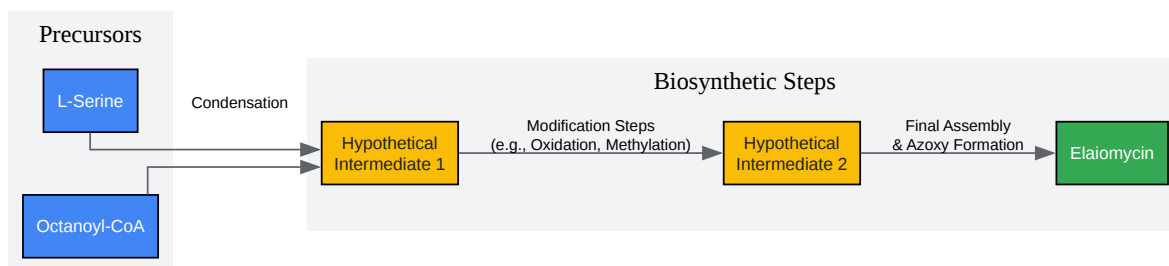 Precursors
L-Serine
Octanoyl-CoA
Condensation
Biosynthetic Steps
Hypothetical
Intermediate 1
Modification Steps
(e.g., Oxidation, Methylation)
Hypothetical
Intermediate 2
Final Assembly
& Azoxy Formation
Elaiomycin